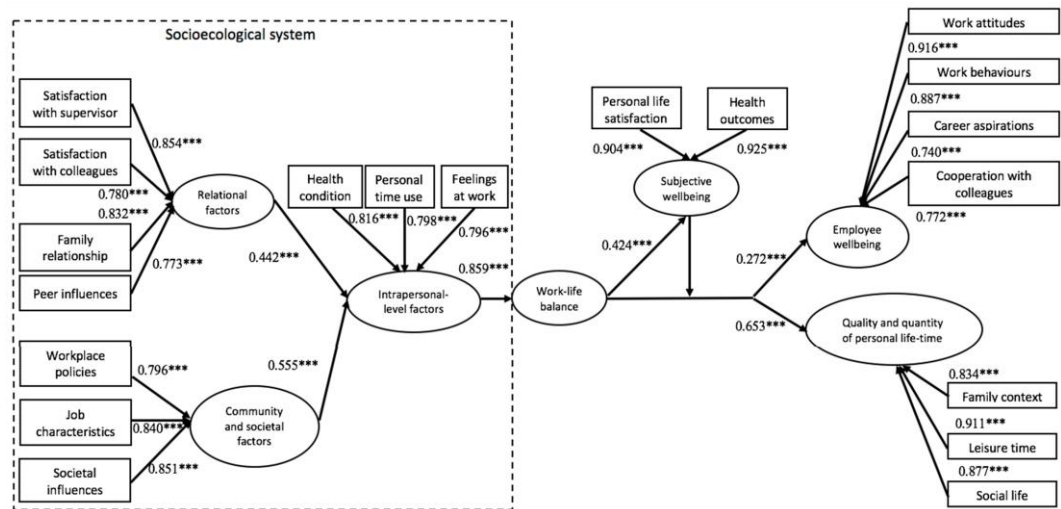 Socioecological system
Satisfaction
with supervisor
0.854***
Satisfaction
with colleagues
0.780***
0.832***
Family
relationship
Peer influences
0.773***
Relational
factors
0.442***
Workplace
policies
0.796***
Job
characteristics
0.840***
Societal
influences
0.851***
Community
and societal
factors
0.555***
Health
condition
Personal
time use
Feelings
at work
0.816***
0.798***
0.796***
Intrapersonal-
level factors
0.859***
Work-life
balance
0.424***
Personal life
satisfaction
Health
outcomes
0.904***
0.925***
Subjective
wellbeing
0.272***
0.653***
Work attitudes
0.916***
Work behaviours
0.887***
Career aspirations
0.740***
Cooperation with
colleagues
0.772***
Employee
wellbeing
Quality and quantity
of personal life-time
0.834***
Family context
0.911***
Leisure time
0.877***
Social life